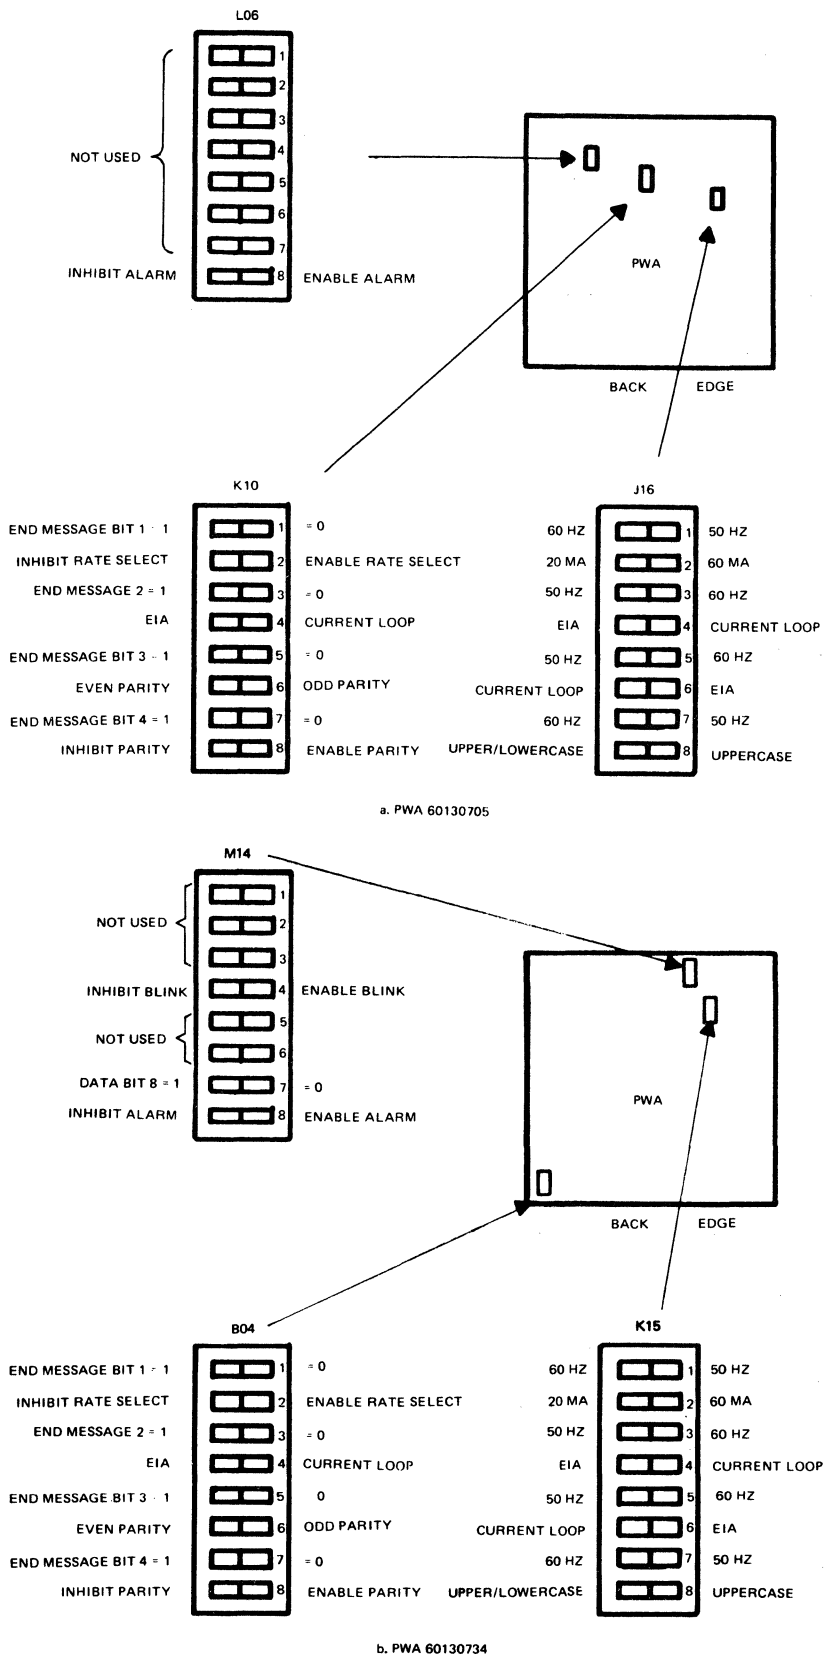 L06
1
2
3
NOT USED 4
5
6
7
INHIBIT ALARM 8 ENABLE ALARM
PWA
BACK EDGE
K10
END MESSAGE BIT 1 - 1 1 = 0
INHIBIT RATE SELECT 2 ENABLE RATE SELECT
END MESSAGE 2 = 1 3 = 0
EIA 4 CURRENT LOOP
END MESSAGE BIT 3 - 1 5 = 0
EVEN PARITY 6 ODD PARITY
END MESSAGE BIT 4 = 1 7 = 0
INHIBIT PARITY 8 ENABLE PARITY
J16
60 HZ 1 50 HZ
20 MA 2 60 MA
50 HZ 3 60 HZ
EIA 4 CURRENT LOOP
50 HZ 5 60 HZ
CURRENT LOOP 6 EIA
60 HZ 7 50 HZ
UPPER/LOWERCASE 8 UPPERCASE
a. PWA 60130705
M14
1
NOT USED 2
3
INHIBIT BLINK 4 ENABLE BLINK
5
NOT USED
6
DATA BIT 8 = 1 7 = 0
INHIBIT ALARM 8 ENABLE ALARM
PWA
BACK EDGE
B04
END MESSAGE BIT 1 = 1 1 = 0
INHIBIT RATE SELECT 2 ENABLE RATE SELECT
END MESSAGE 2 = 1 3 = 0
EIA 4 CURRENT LOOP
END MESSAGE BIT 3 - 1 5 0
EVEN PARITY 6 ODD PARITY
END MESSAGE BIT 4 = 1 7 = 0
INHIBIT PARITY 8 ENABLE PARITY
K15
60 HZ 1 50 HZ
20 MA 2 60 MA
50 HZ 3 60 HZ
EIA 4 CURRENT LOOP
50 HZ 5 60 HZ
CURRENT LOOP 6 EIA
60 HZ 7 50 HZ
UPPER/LOWERCASE 8 UPPERCASE
b. PWA 60130734